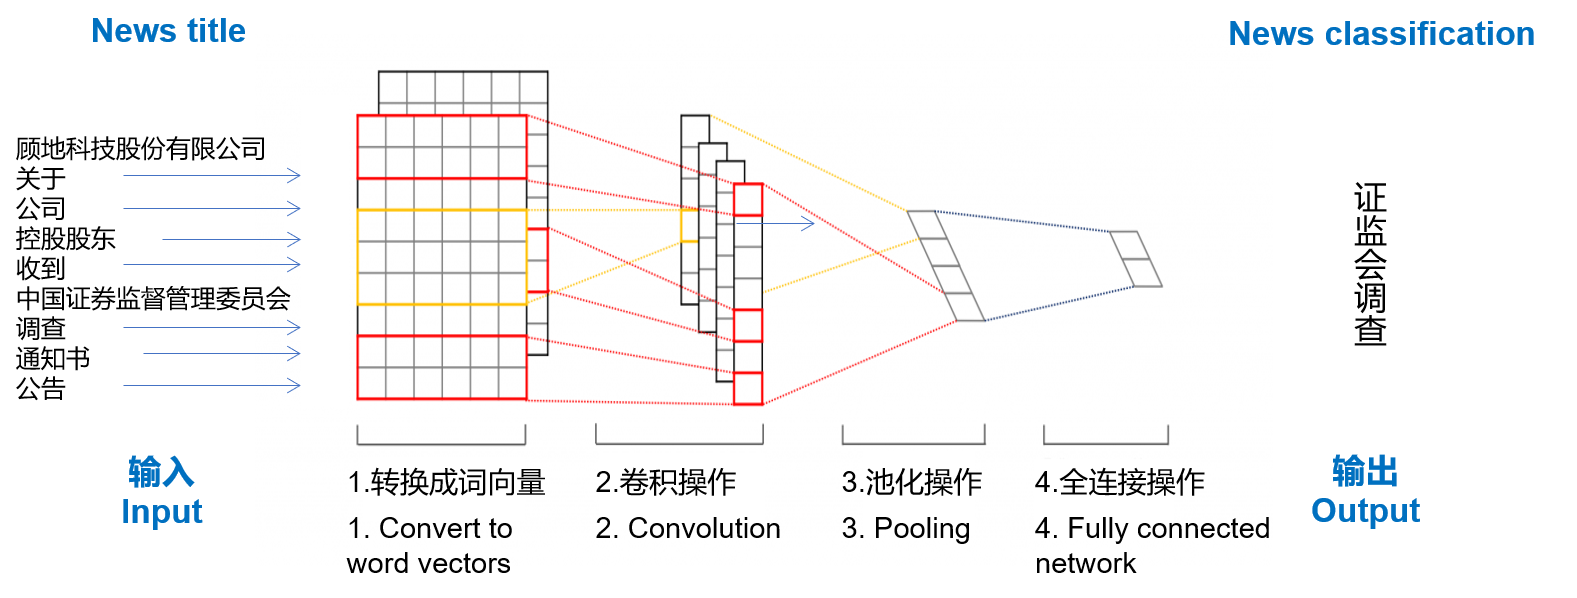 News title
News classification
顾地科技股份有限公司
关于
公司
控股股东
收到
中国证券监督管理委员会
调查
通知书
公告
证监会调查
输入
Input
1.转换成词向量
1. Convert to
word vectors
2.卷积操作
2. Convolution
3.池化操作
3. Pooling
4.全连接操作
4. Fully connected
network
输出
Output